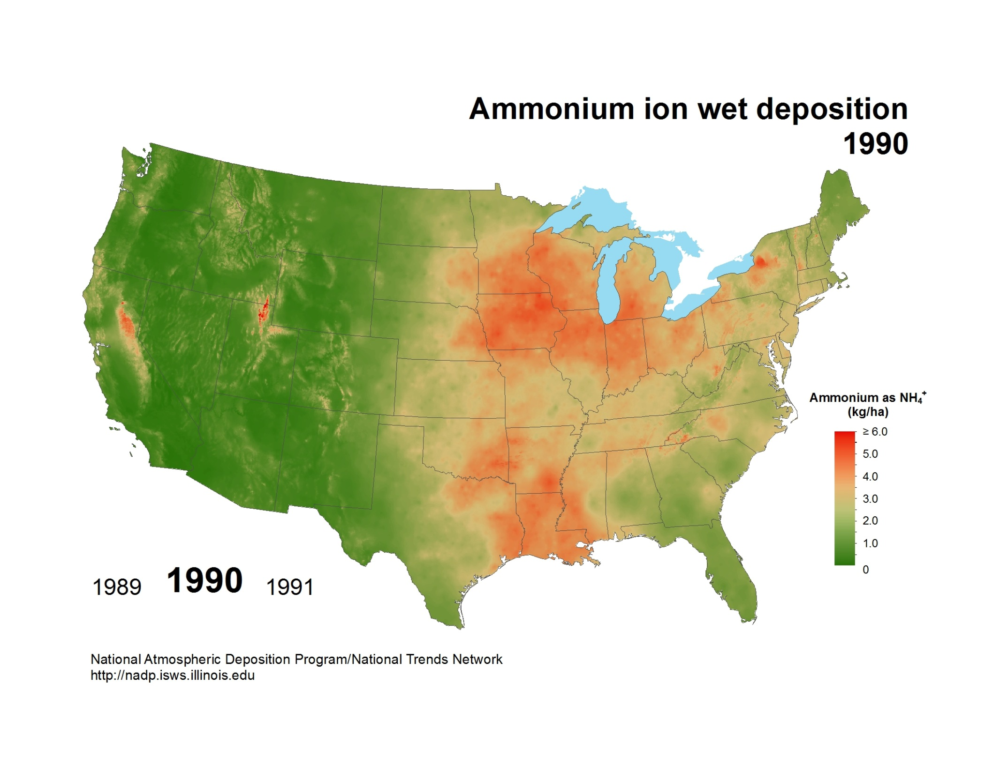 Ammonium ion wet deposition
1990
Ammonium as NH₄⁺
(kg/ha)
≥ 6.0
5.0
4.0
3.0
2.0
1.0
0
1989 1990 1991
National Atmospheric Deposition Program/National Trends Network
http://nadp.isws.illinois.edu